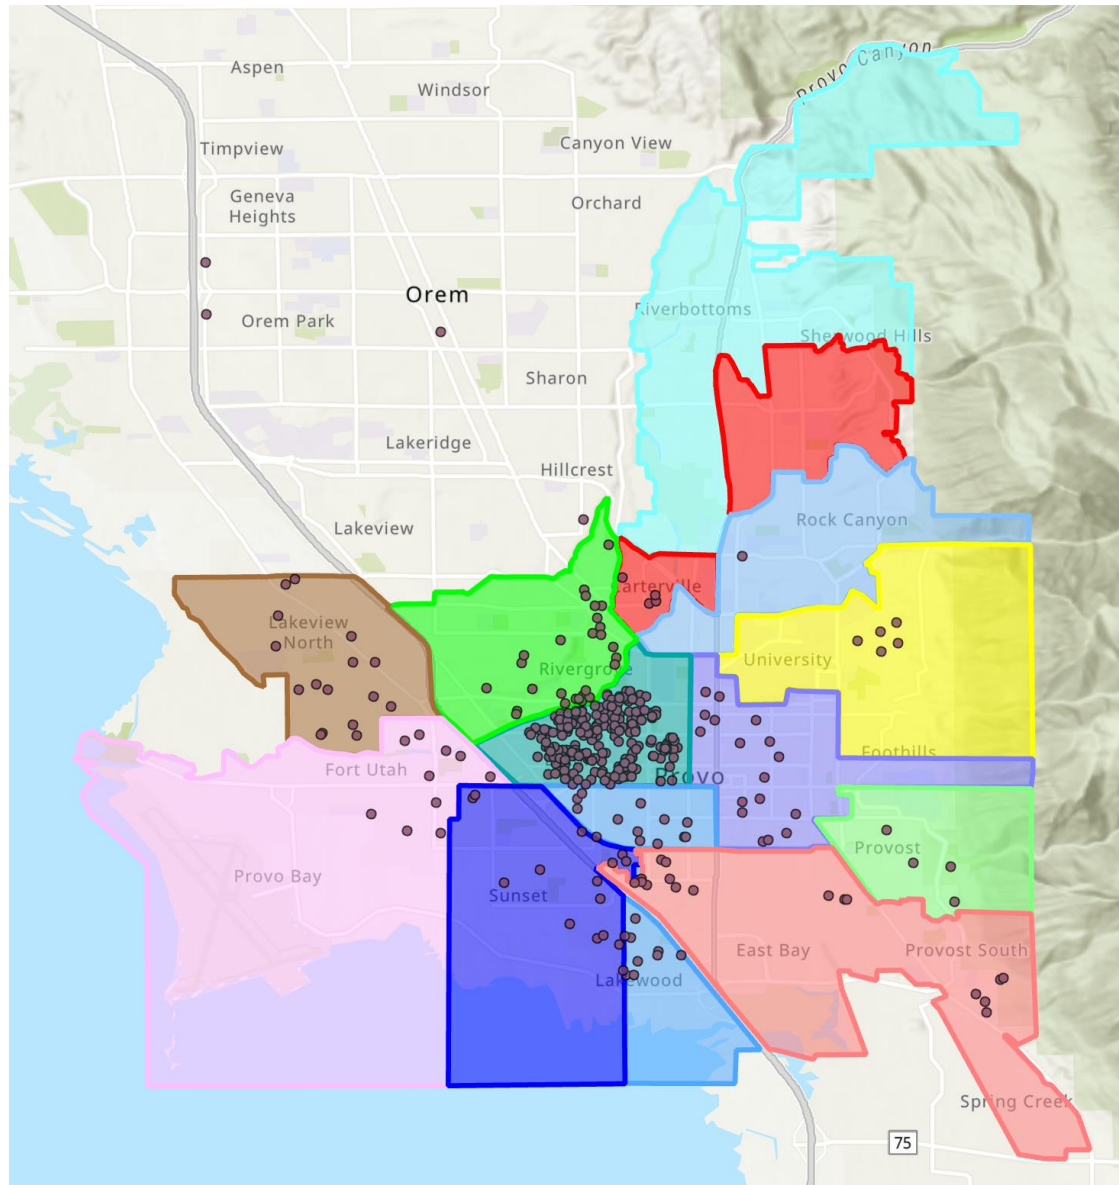 Provo Canyon
Aspen
Windsor
Timpview
Canyon View
Geneva
Heights
Orchard
Orem
Riverbottoms
Orem Park
Sherwood Hills
Sharon
Lakeridge
Hillcrest
Lakeview
Rock Canyon
Carterville
Lakeview
North
Rivergrove
University
Foothills
Fort Utah
Provo
Provost
Provo Bay
Sunset
East Bay
Provost South
Lakewood
Spring Creek
75